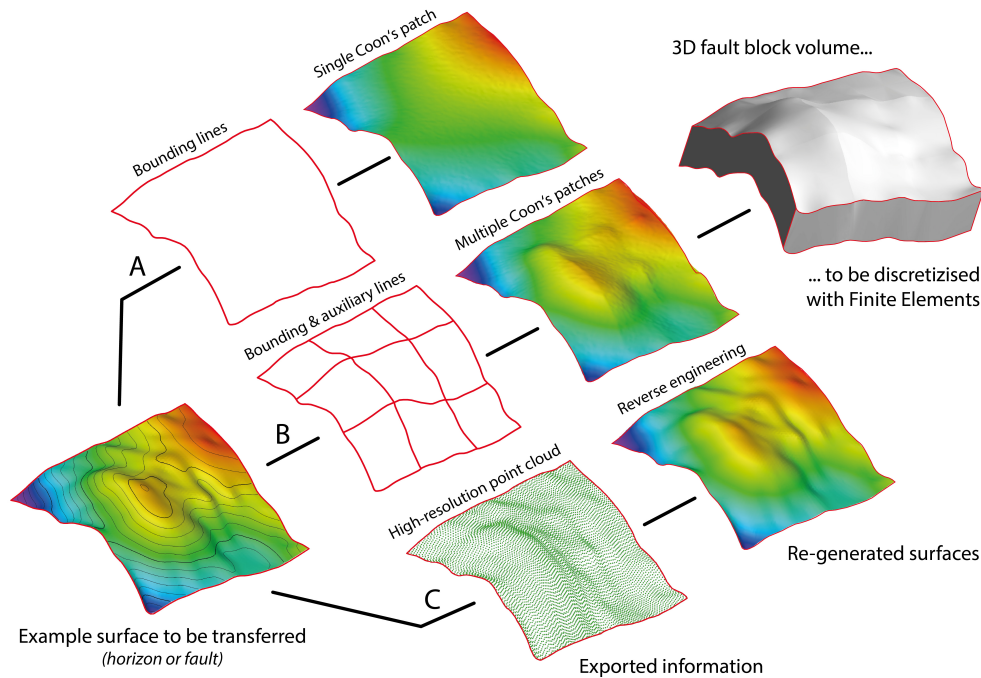 Single Coon's patch
3D fault block volume...
Bounding lines
Multiple Coon's patches
A
... to be discretizised
with Finite Elements
Bounding & auxiliary lines
Reverse engineering
B
High-resolution point cloud
Re-generated surfaces
C
Example surface to be transferred
(horizon or fault)
Exported information